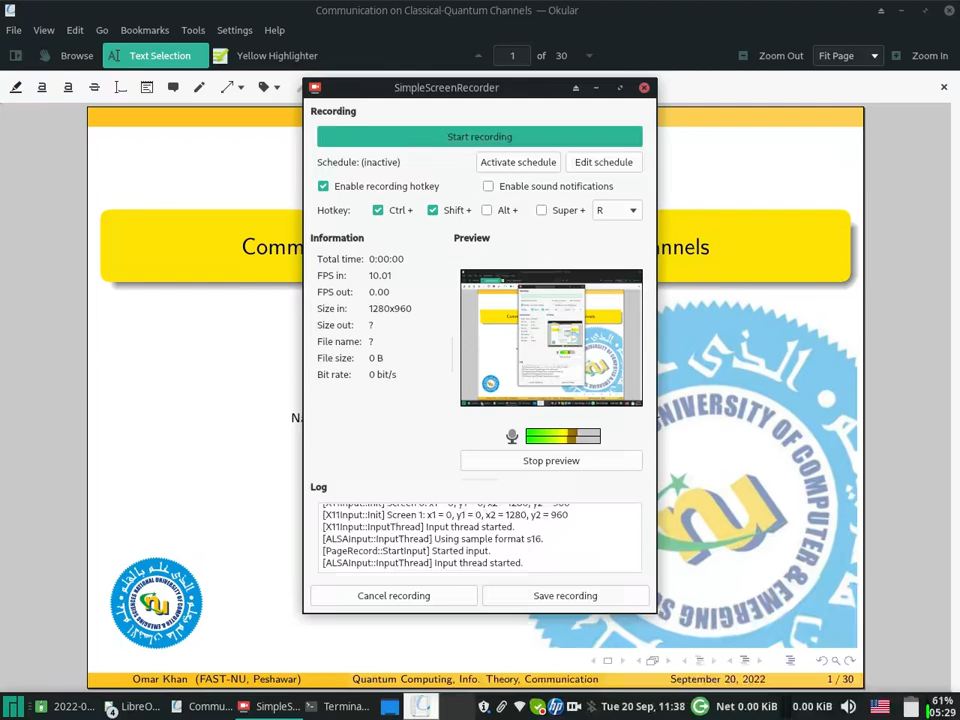 Communication on Classical-Quantum Channels — Okular
File View Edit Go Bookmarks Tools Settings Help
Browse Text Selection Yellow Highlighter 1 of 30 Zoom Out Fit Page Zoom In
SimpleScreenRecorder
Recording
Start recording
Schedule: (inactive) Activate schedule Edit schedule
Enable recording hotkey Enable sound notifications
Hotkey: Ctrl + Shift + Alt + Super + R
Information Preview
Total time: 0:00:00
FPS in: 10.01
FPS out: 0.00
Size in: 1280x960
Size out: ?
File name: ?
File size: 0 B
Bit rate: 0 bit/s
Stop preview
Log
[X11Input::Init] Screen 1: x1 = 0, y1 = 0, x2 = 1280, y2 = 960
[X11Input::InputThread] Input thread started.
[ALSAInput::InputThread] Using sample format s16.
[PageRecord::StartInput] Started input.
[ALSAInput::InputThread] Input thread started.
Cancel recording Save recording
Comm
nnels
Na
UNIVERSITY OF COMPUTER & EMERGING
Omar Khan (FAST-NU, Peshawar) Quantum Computing, Info. Theory, Communication September 20, 2022 1 / 30
2022-0 LibreO Commu SimpleS Termina Tue 20 Sep, 11:38 Net 0.00 KiB 0.00 KiB 61%
05:29